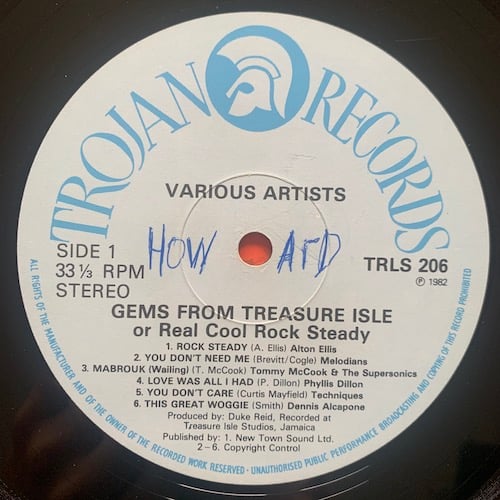 TROJAN RECORDS
VARIOUS ARTISTS
SIDE 1
33 ⅓ RPM
STEREO
HOW ARD
TRLS 206
℗ 1982
GEMS FROM TREASURE ISLE
or Real Cool Rock Steady
1. ROCK STEADY (A. Ellis) Alton Ellis
2. YOU DON'T NEED ME (Brevitt/Cogle) Melodians
3. MABROUK (Wailing) (T. McCook) Tommy McCook & The Supersonics
4. LOVE WAS ALL I HAD (P. Dillon) Phyllis Dillon
5. YOU DON'T CARE (Curtis Mayfield) Techniques
6. THIS GREAT WOGGIE (Smith) Dennis Alcapone
Produced by: Duke Reid, Recorded at
Treasure Isle Studios, Jamaica
Published by: 1. New Town Sound Ltd.
2–6. Copyright Control
ALL RIGHTS OF THE MANUFACTURER AND OF THE OWNER OF THE RECORDED WORK RESERVED · UNAUTHORISED PUBLIC PERFORMANCE BROADCASTING AND COPYING OF THIS RECORD PROHIBITED